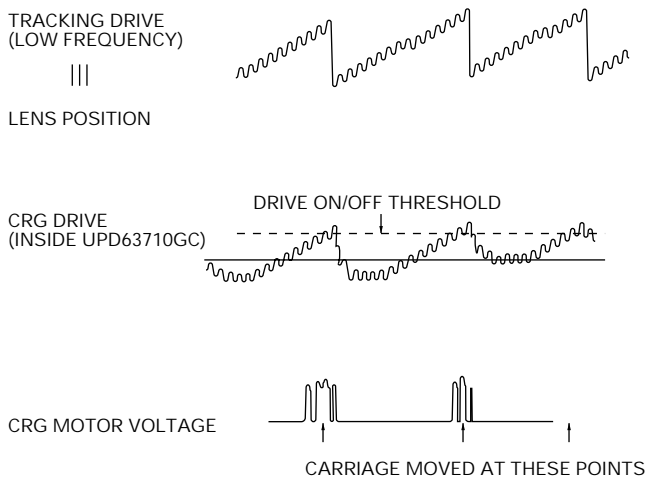 TRACKING DRIVE
(LOW FREQUENCY)
LENS POSITION
DRIVE ON/OFF THRESHOLD
CRG DRIVE
(INSIDE UPD63710GC)
CRG MOTOR VOLTAGE
CARRIAGE MOVED AT THESE POINTS